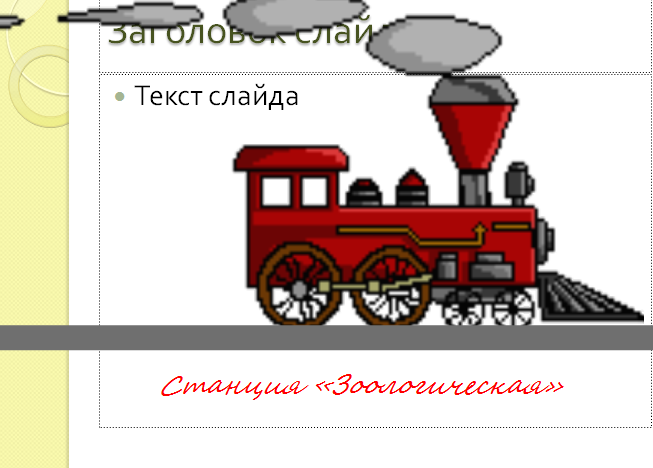 Заголовок слай
Текст слайда
Станция «Зоологическая»